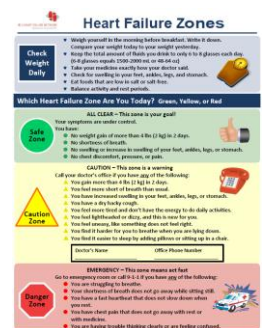 Heart Failure Zones
Check
Weight
Daily
Weigh yourself in the morning before breakfast. Write it down.
Compare your weight today to your weight yesterday.
Keep the total amount of fluids you drink to only 6 to 8 glasses each day.
(6-8 glasses equals 1500-2000 mL or 48-64 oz)
Take your medicine exactly how your doctor said.
Check for swelling in your feet, ankles, legs, and stomach.
Eat foods that are low in salt or salt-free.
Balance activity and rest periods.
Which Heart Failure Zone Are You Today? Green, Yellow, or Red
Safe
Zone
ALL CLEAR – This zone is your goal!
Your symptoms are under control.
You have:
No weight gain of more than 4 lbs (2 kg) in 2 days.
No shortness of breath.
No swelling or increase in swelling of your feet, ankles, legs, or stomach.
No chest discomfort, pressure, or pain.
Caution
Zone
CAUTION – This zone is a warning
Call your doctor's office if you have any of the following:
You gain more than 4 lbs (2 kg) in 2 days.
You feel more short of breath than usual.
You have increased swelling in your feet, ankles, legs, or stomach.
You have a dry hacky cough.
You feel more tired and don't have the energy to do daily activities.
You feel lightheaded or dizzy, and this is new for you.
You feel uneasy, like something does not feel right.
You find it harder for you to breathe when you are lying down.
You find it easier to sleep by adding pillows or sitting up in a chair.
Doctor's Name
Office Phone Number
Danger
Zone
EMERGENCY – This zone means act fast
Go to emergency room or call 9-1-1 if you have any of the following:
You are struggling to breathe.
Your shortness of breath does not go away while sitting still.
You have a fast heartbeat that does not slow down when
you rest.
You have chest pain that does not go away with rest or
with medicine.
You are having trouble thinking clearly or are feeling confused.